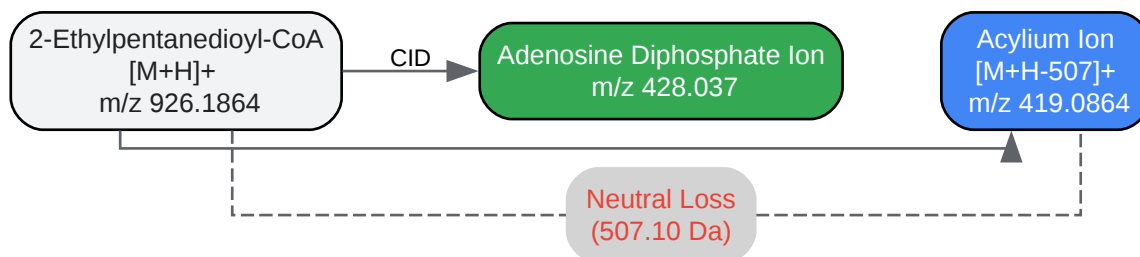 2-Ethylpentanedioyl-CoA
[M+H]+
m/z 926.1864
CID
Adenosine Diphosphate Ion
m/z 428.037
Acylium Ion
[M+H-507]+
m/z 419.0864
Neutral Loss
(507.10 Da)